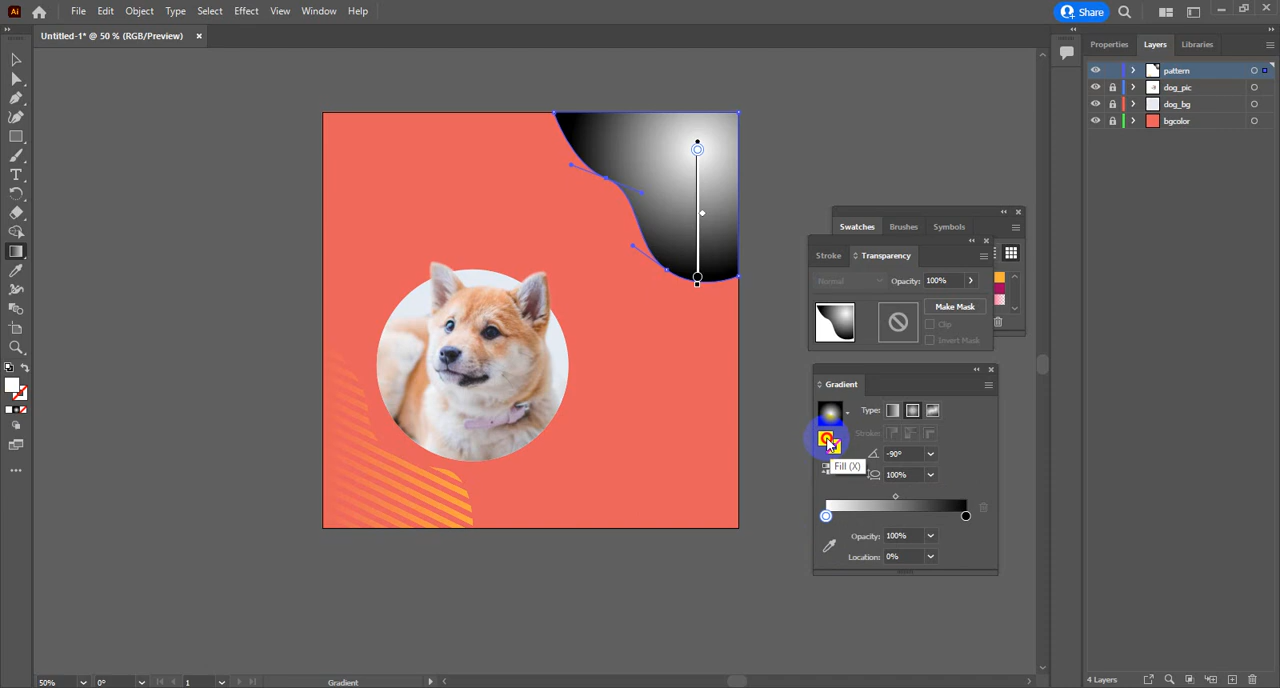 Ai File Edit Object Type Select Effect View Window Help Share
Untitled-1* @ 50 % (RGB/Preview) ×
Properties Layers Libraries
pattern
dog_pic
dog_bg
bgcolor
Swatches Brushes Symbols
Stroke Transparency
Normal Opacity: 100%
Make Mask
Clip
Invert Mask
Gradient
Type:
Stroke:
-90°
Fill (X)
100%
Opacity: 100%
Location: 0%
50% 0° 1 Gradient
4 Layers